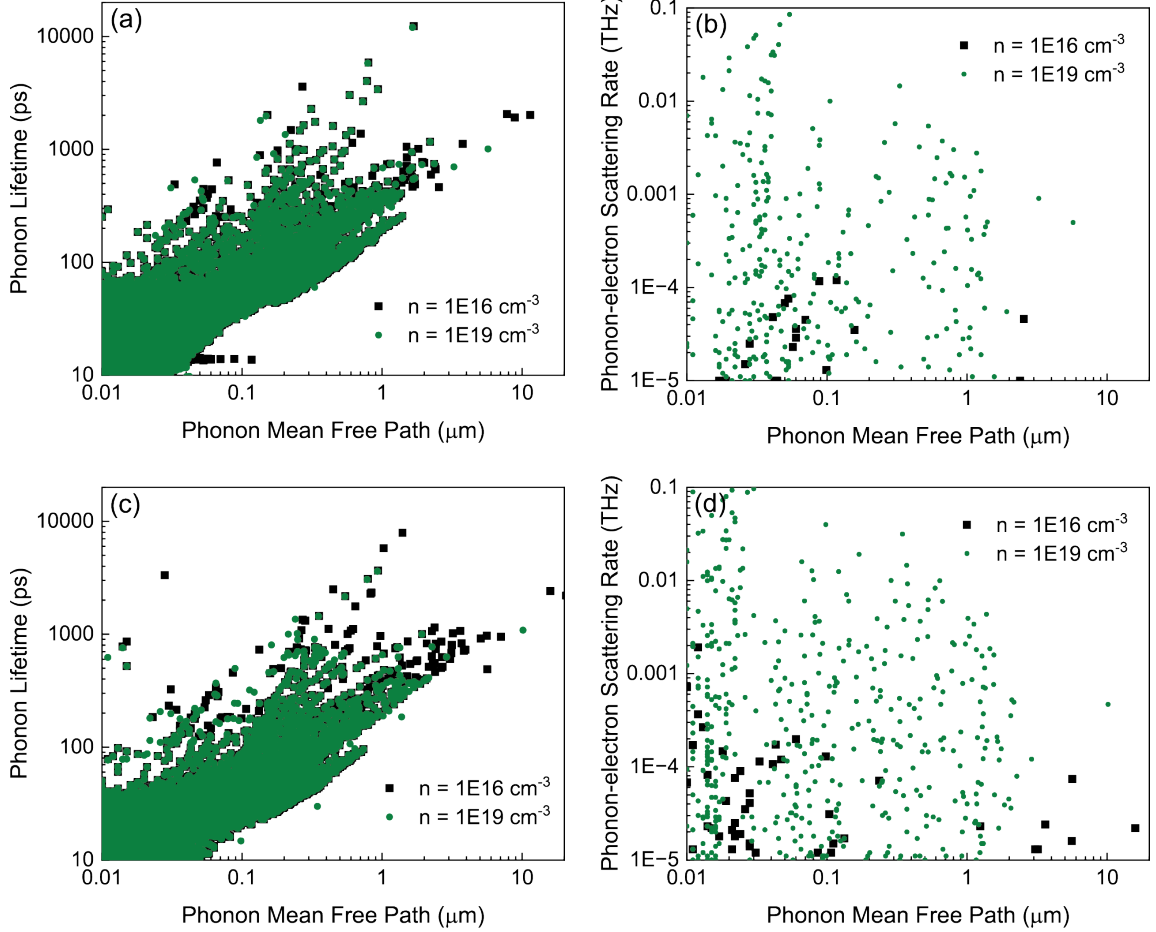 (a)
Phonon Lifetime (ps)
10000
1000
100
10
n = 1E16 cm⁻³
n = 1E19 cm⁻³
0.01 0.1 1 10
Phonon Mean Free Path (μm)
(b)
Phonon-electron Scattering Rate (THz)
0.1
0.01
0.001
1E−4
1E−5
n = 1E16 cm⁻³
n = 1E19 cm⁻³
0.01 0.1 1 10
Phonon Mean Free Path (μm)
(c)
Phonon Lifetime (ps)
10000
1000
100
10
n = 1E16 cm⁻³
n = 1E19 cm⁻³
0.01 0.1 1 10
Phonon Mean Free Path (μm)
(d)
Phonon-electron Scattering Rate (THz)
0.1
0.01
0.001
1E−4
1E−5
n = 1E16 cm⁻³
n = 1E19 cm⁻³
0.01 0.1 1 10
Phonon Mean Free Path (μm)